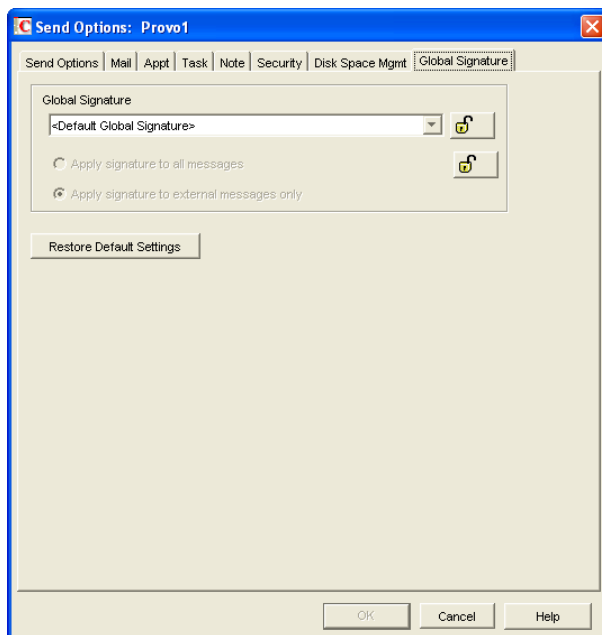 Send Options: Provo1
Send Options Mail Appt Task Note Security Disk Space Mgmt Global Signature
Global Signature
<Default Global Signature>
Apply signature to all messages
Apply signature to external messages only
Restore Default Settings
OK Cancel Help